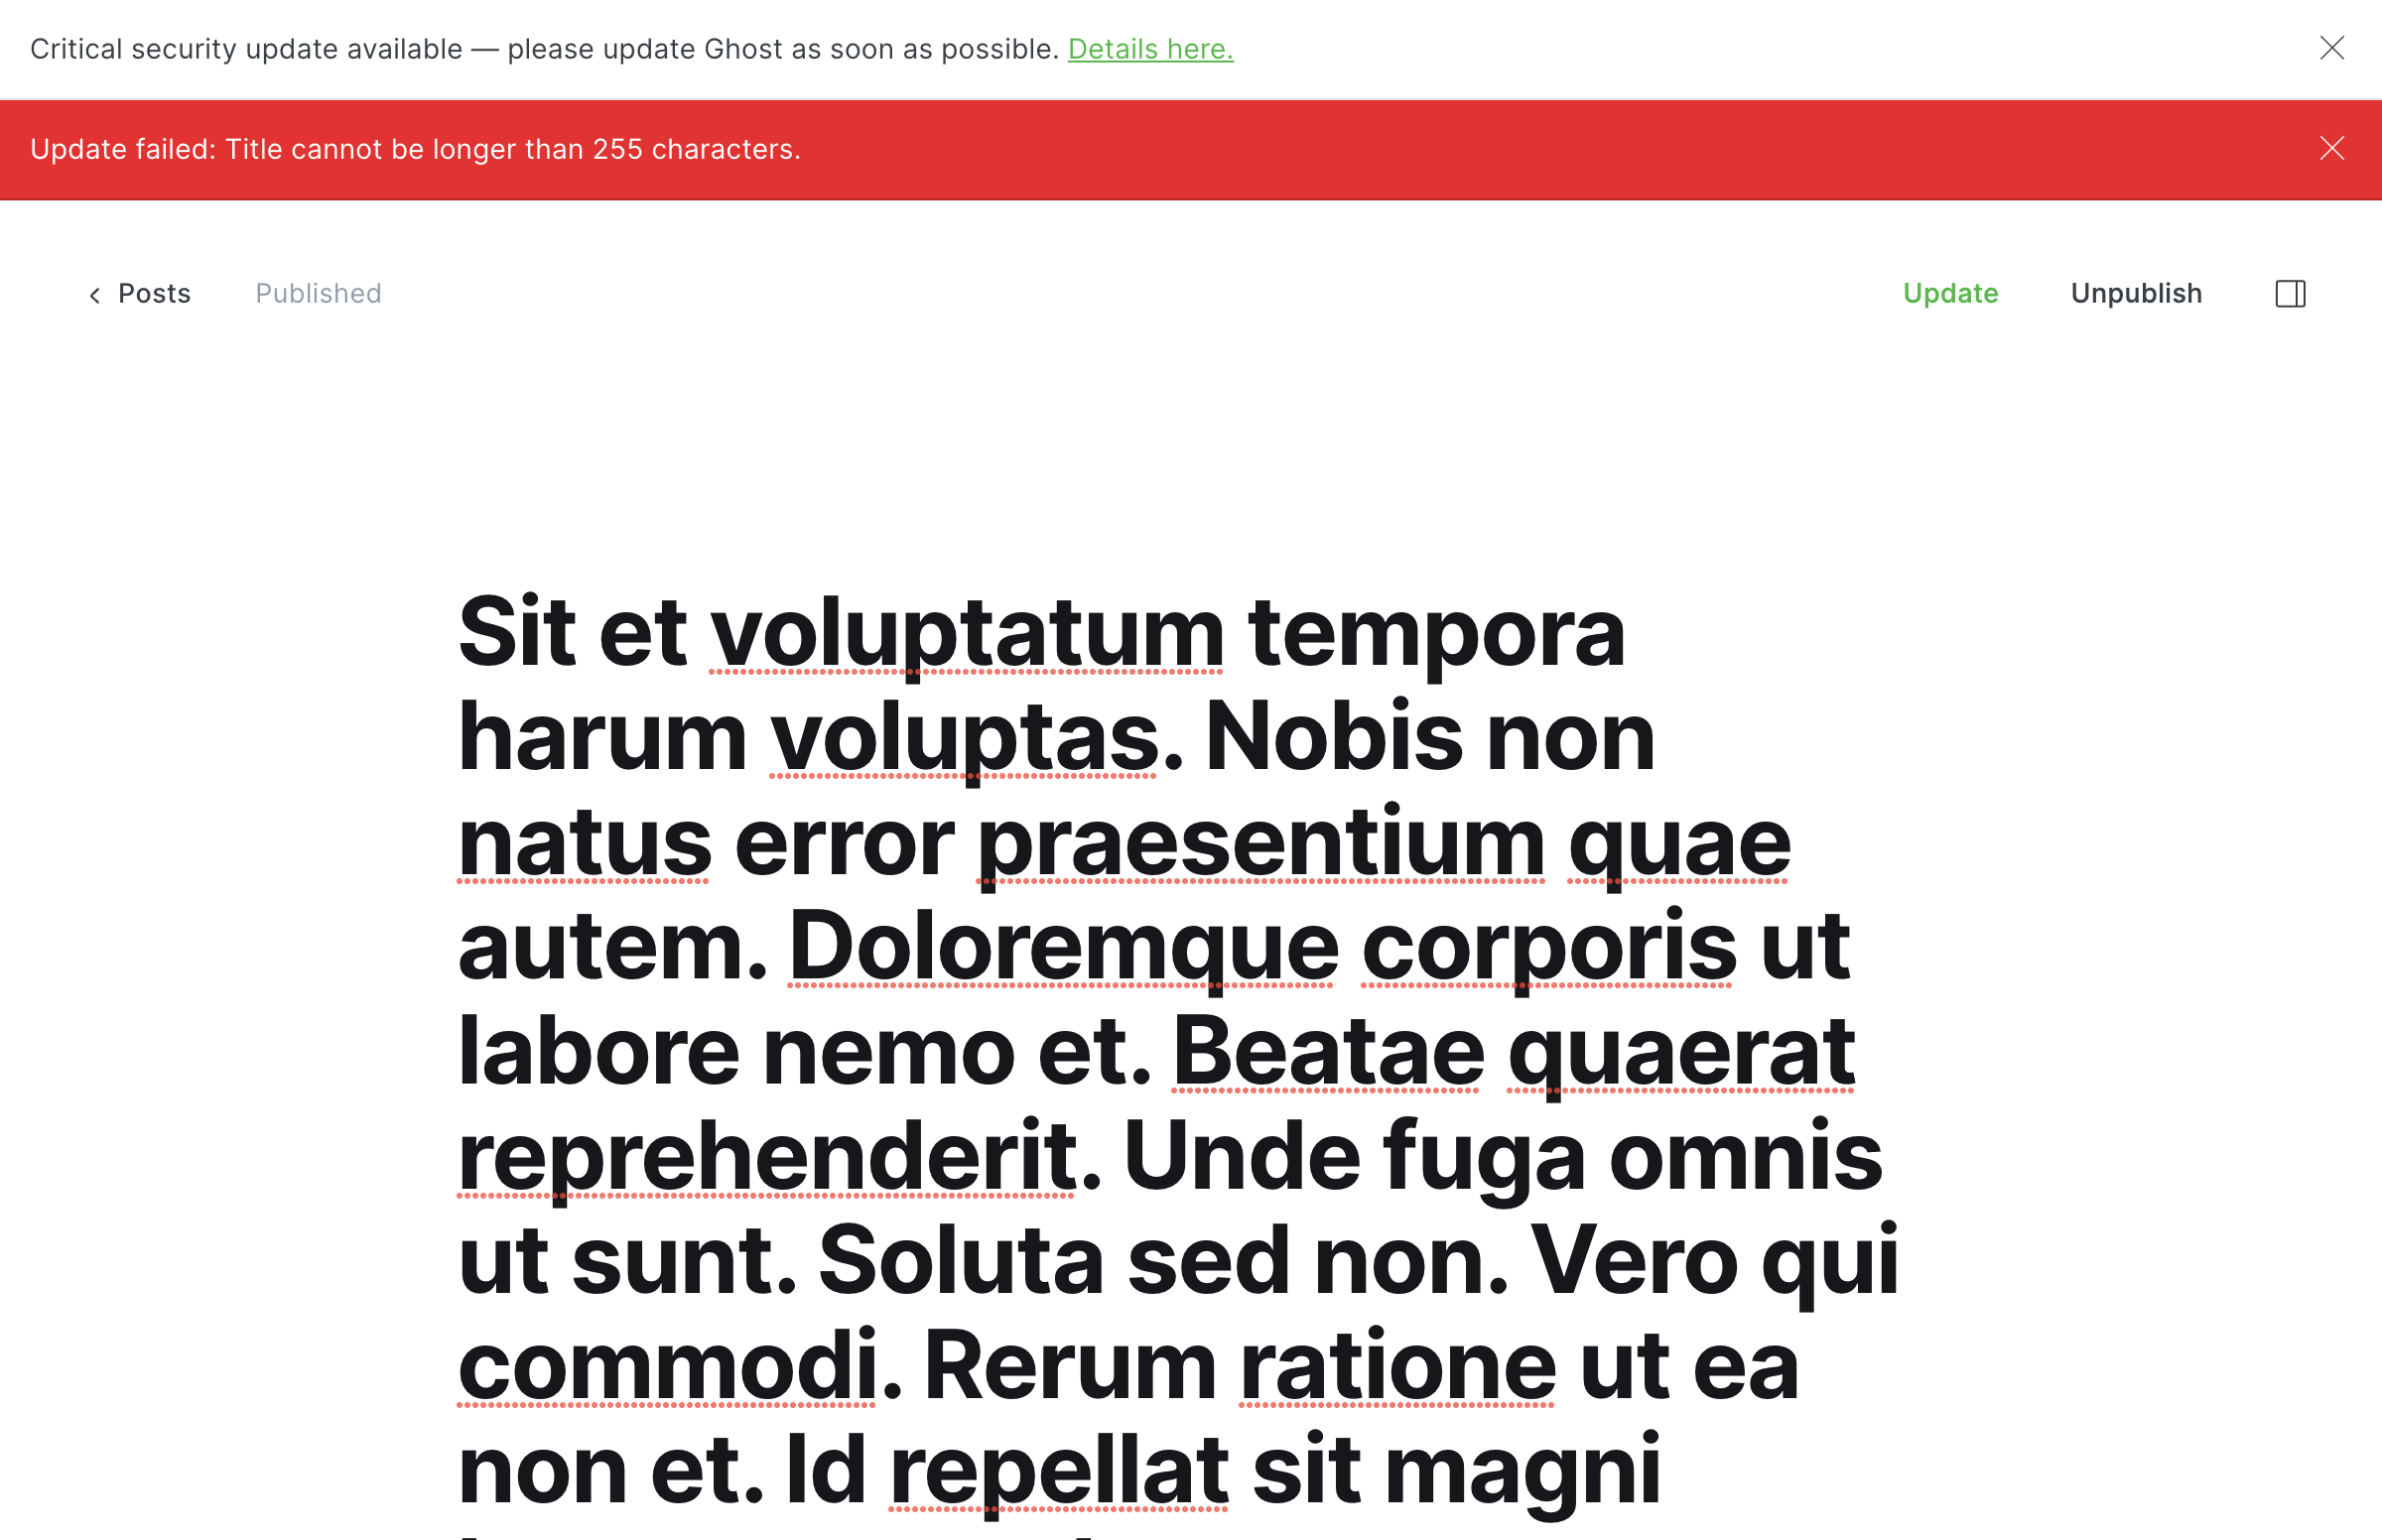 Critical security update available — please update Ghost as soon as possible. Details here.
Update failed: Title cannot be longer than 255 characters.
Posts Published Update Unpublish
Sit et voluptatum tempora
harum voluptas. Nobis non
natus error praesentium quae
autem. Doloremque corporis ut
labore nemo et. Beatae quaerat
reprehenderit. Unde fuga omnis
ut sunt. Soluta sed non. Vero qui
commodi. Rerum ratione ut ea
non et. Id repellat sit magni